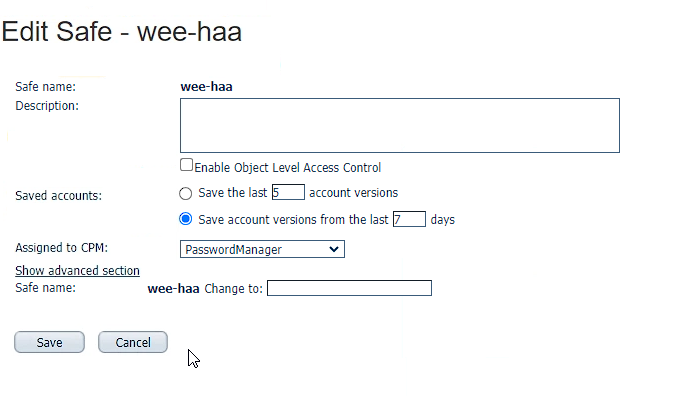 Edit Safe - wee-haa
Safe name: wee-haa
Description:
Enable Object Level Access Control
Saved accounts: Save the last 5 account versions
Save account versions from the last 7 days
Assigned to CPM: PasswordManager
Show advanced section
Safe name: wee-haa Change to:
Save Cancel